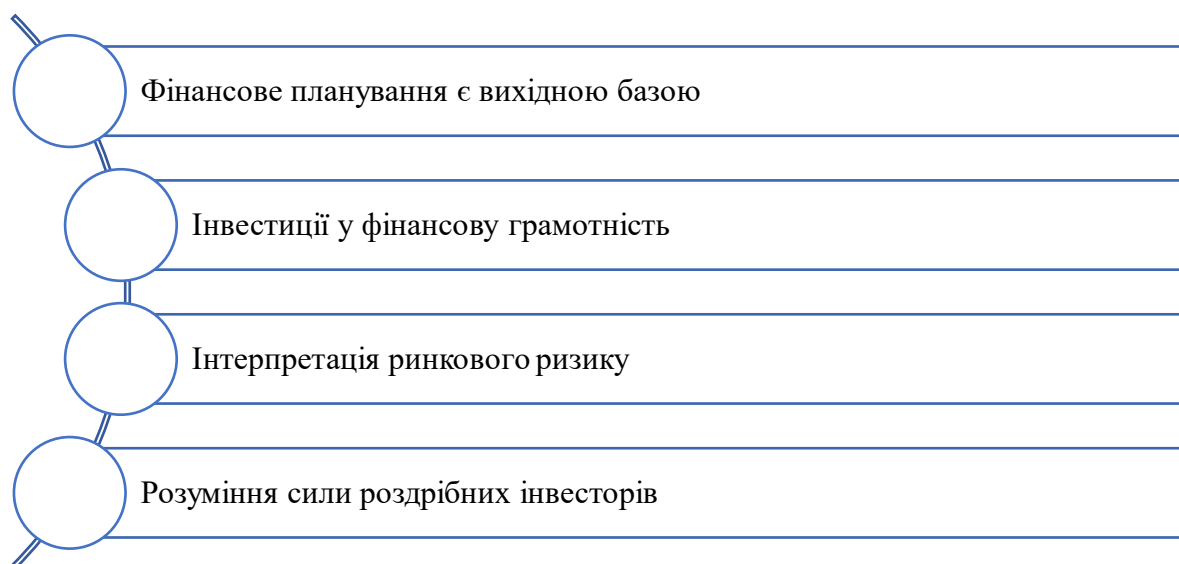 Фінансове планування є вихідною базою
Інвестиції у фінансову грамотність
Інтерпретація ринкового ризику
Розуміння сили роздрібних інвесторів